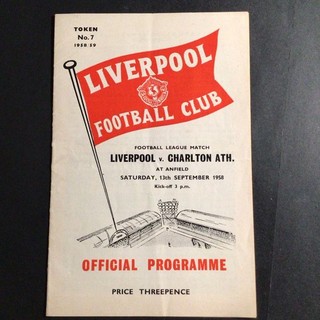 TOKEN
No. 7
1958/59
LIVERPOOL
FOOTBALL CLUB
FOOTBALL LEAGUE MATCH
LIVERPOOL v. CHARLTON ATH.
AT ANFIELD
SATURDAY, 13th SEPTEMBER 1958
Kick-off 3 p.m.
OFFICIAL PROGRAMME
PRICE THREEPENCE